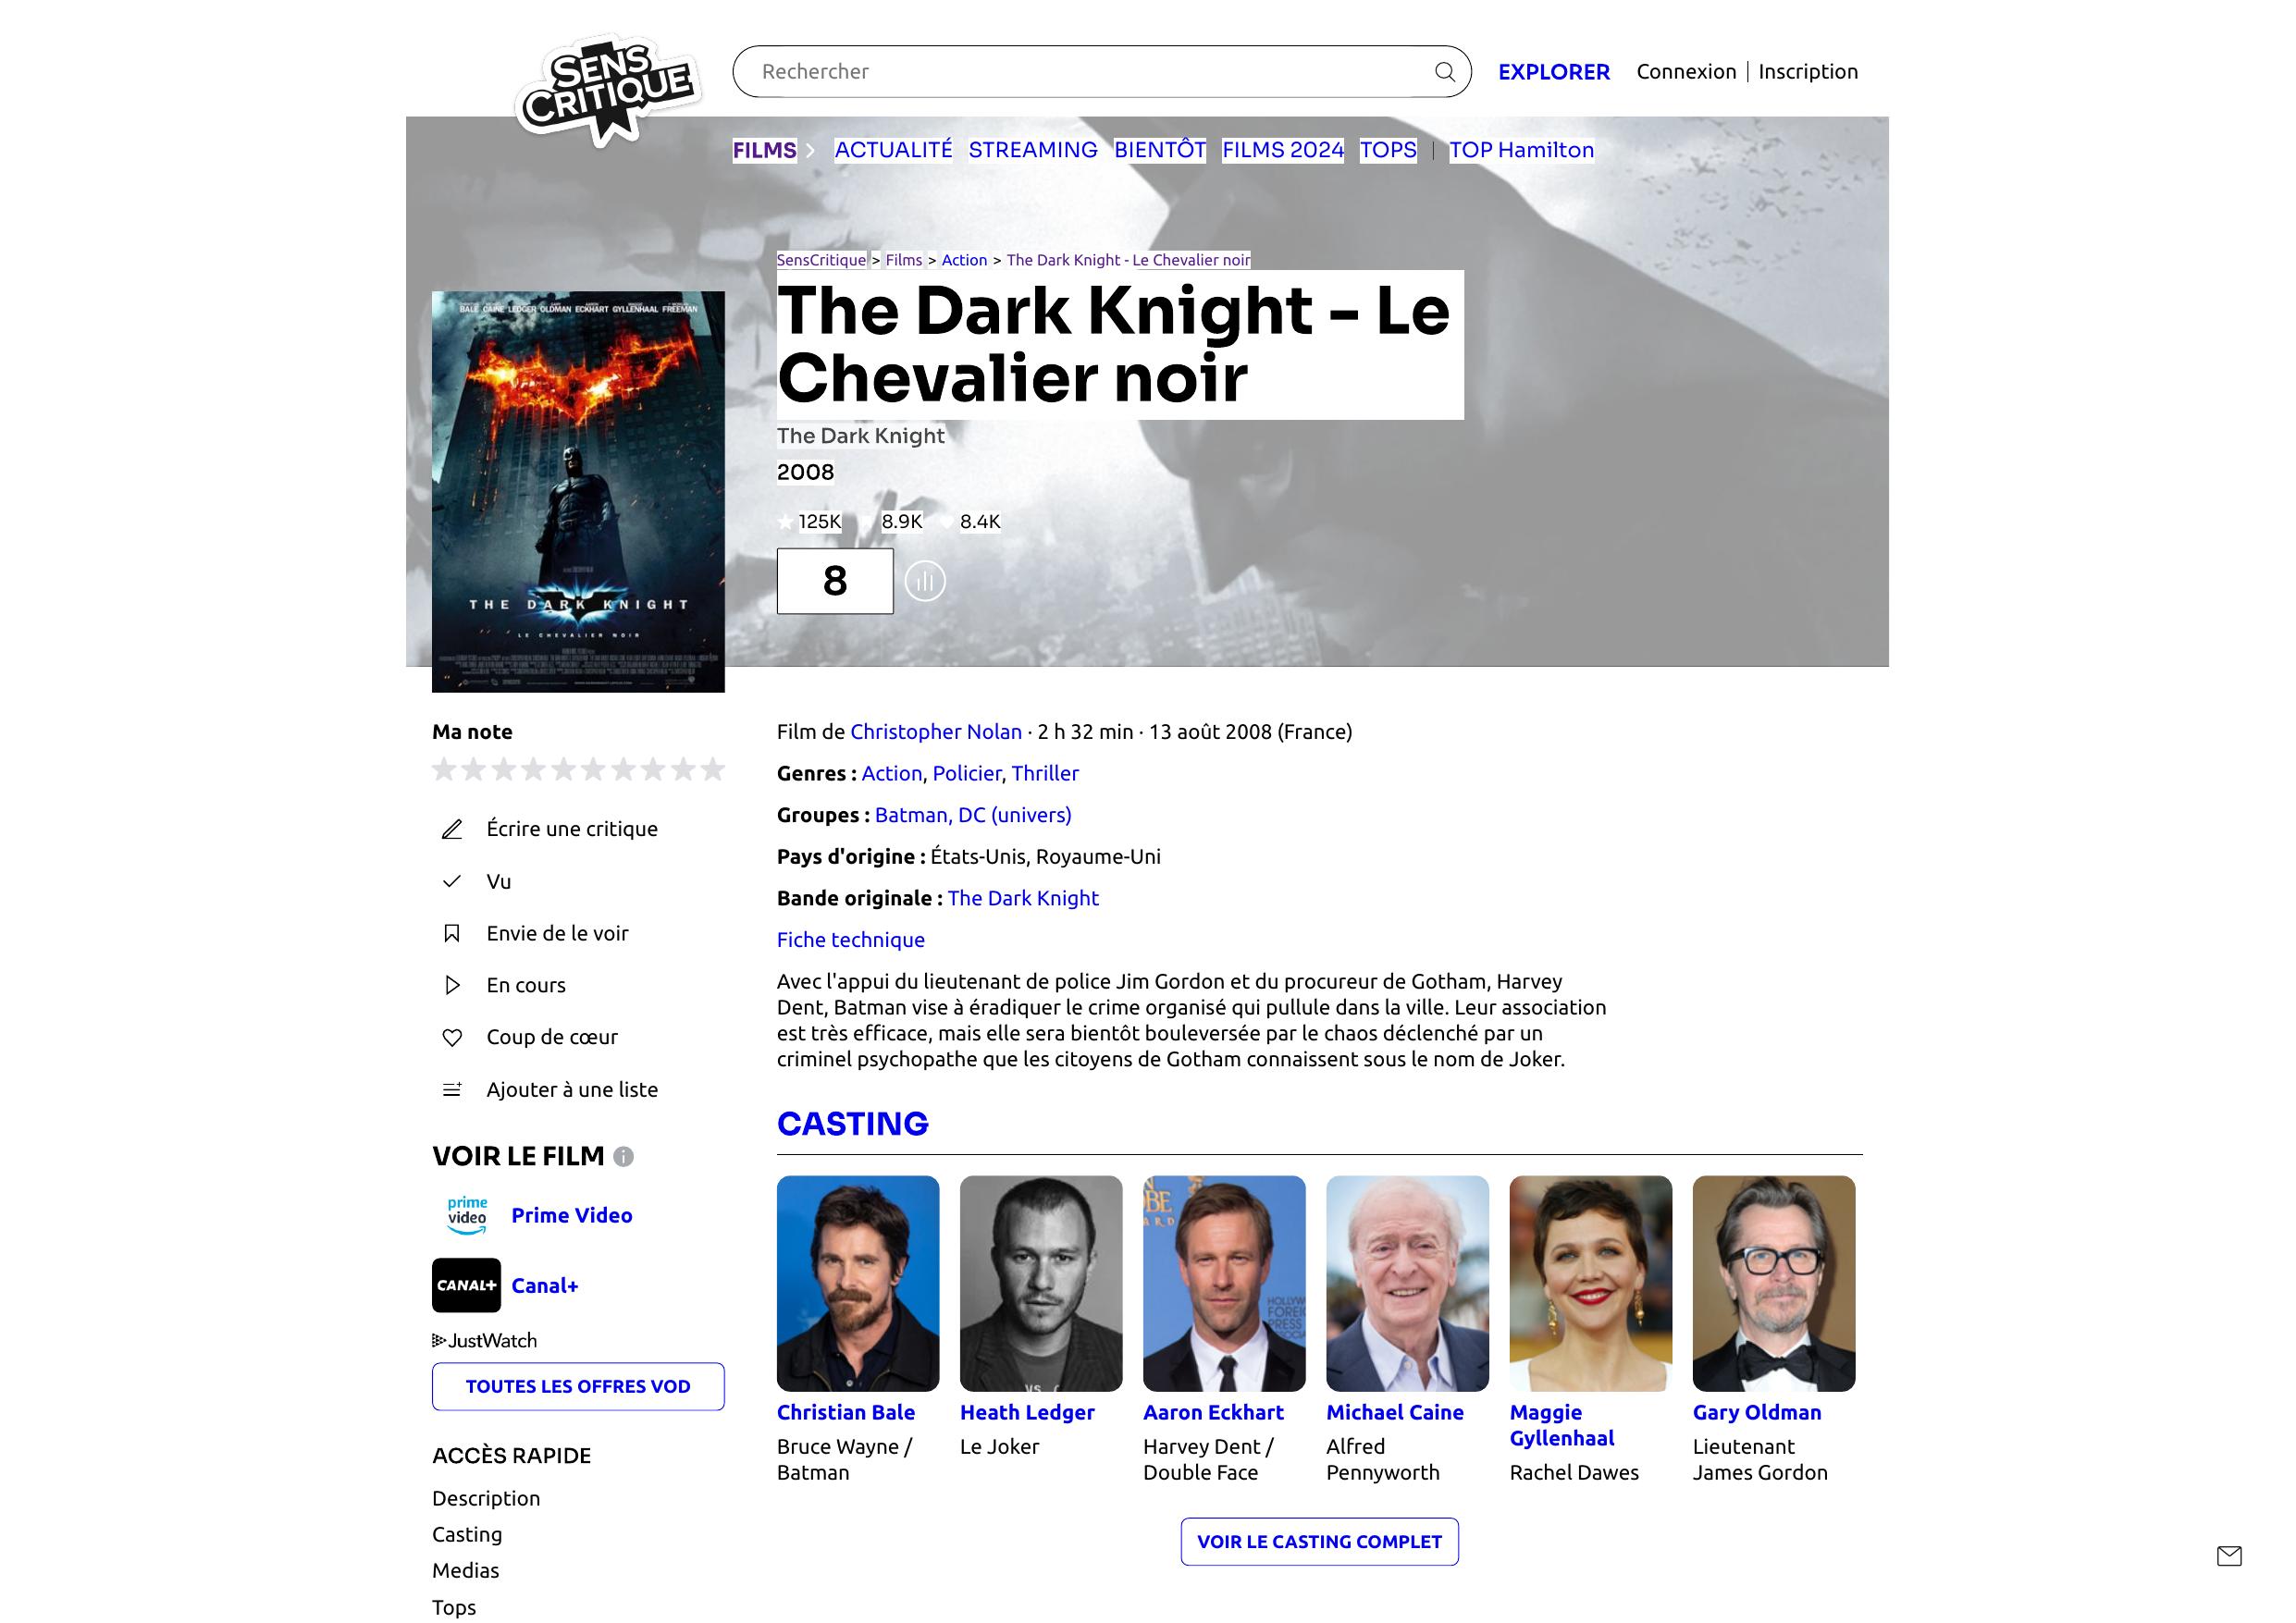 SENS
CRITIQUE
Rechercher
EXPLORER
Connexion | Inscription
FILMS
ACTUALITÉ
STREAMING
BIENTÔT
FILMS 2024
TOPS
|
TOP Hamilton
SensCritique > Films > Action > The Dark Knight - Le Chevalier noir
The Dark Knight - Le
Chevalier noir
The Dark Knight
2008
125K
8.9K
8.4K
8
BALE CAINE LEDGER OLDMAN ECKHART GYLLENHAAL FREEMAN
THE DARK KNIGHT
LE CHEVALIER NOIR
Ma note
Écrire une critique
Vu
Envie de le voir
En cours
Coup de cœur
Ajouter à une liste
VOIR LE FILM
prime
video
Prime Video
CANAL+
Canal+
JustWatch
TOUTES LES OFFRES VOD
ACCÈS RAPIDE
Description
Casting
Medias
Tops
Film de Christopher Nolan · 2 h 32 min · 13 août 2008 (France)
Genres : Action, Policier, Thriller
Groupes : Batman, DC (univers)
Pays d'origine : États-Unis, Royaume-Uni
Bande originale : The Dark Knight
Fiche technique
Avec l'appui du lieutenant de police Jim Gordon et du procureur de Gotham, Harvey
Dent, Batman vise à éradiquer le crime organisé qui pullule dans la ville. Leur association
est très efficace, mais elle sera bientôt bouleversée par le chaos déclenché par un
criminel psychopathe que les citoyens de Gotham connaissent sous le nom de Joker.
CASTING
Christian Bale
Bruce Wayne /
Batman
Heath Ledger
Le Joker
Aaron Eckhart
Harvey Dent /
Double Face
Michael Caine
Alfred
Pennyworth
Maggie
Gyllenhaal
Rachel Dawes
Gary Oldman
Lieutenant
James Gordon
VOIR LE CASTING COMPLET